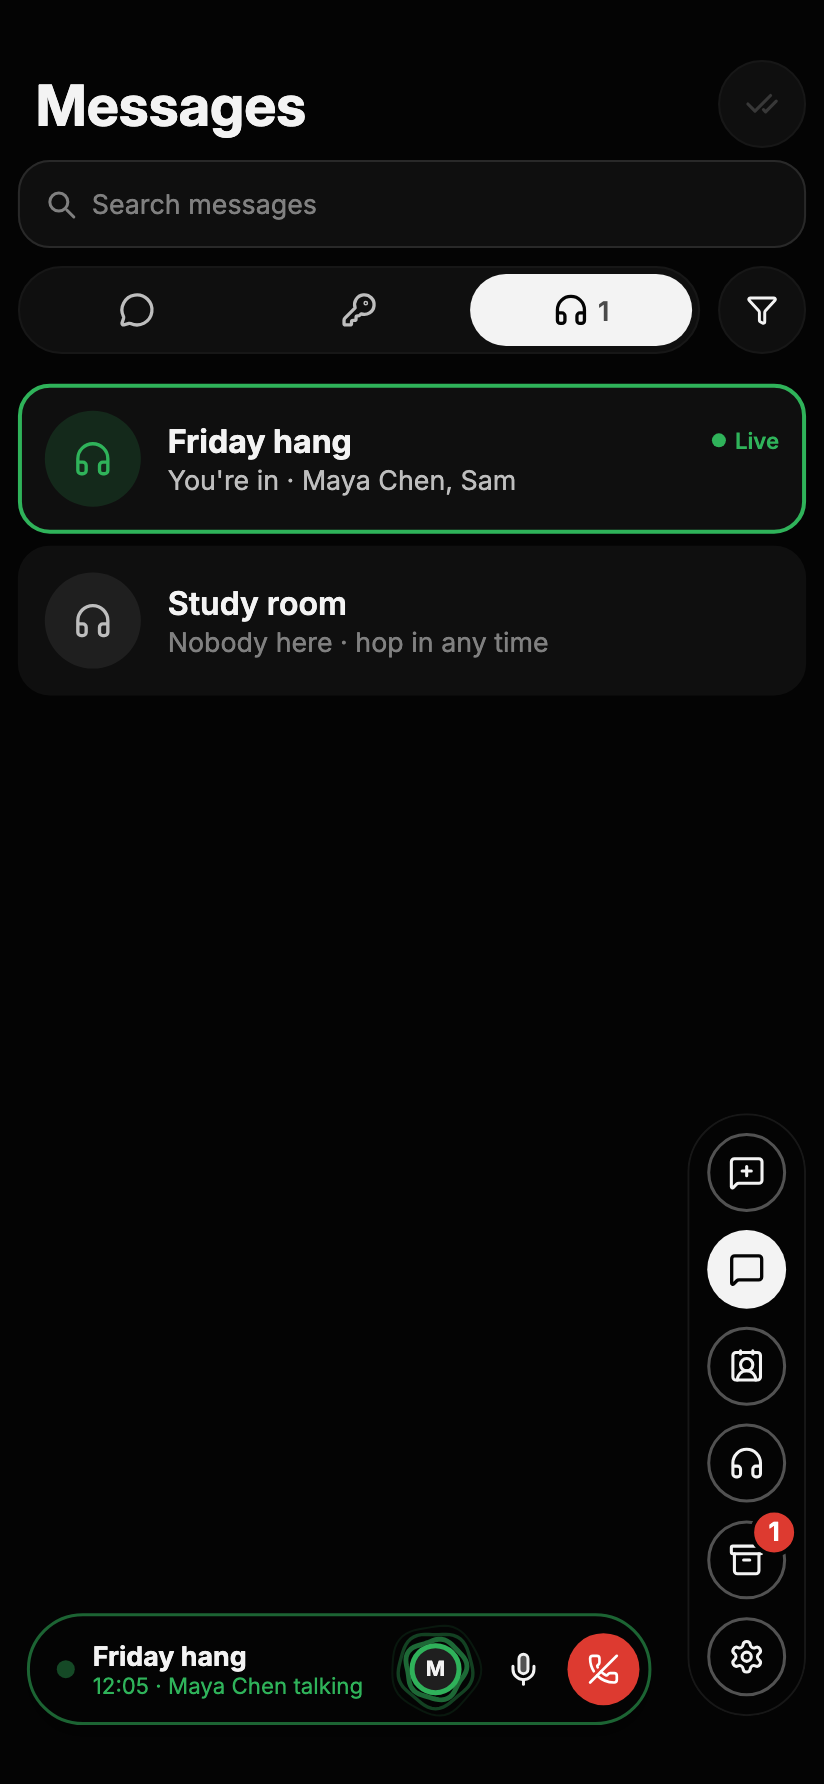 Messages
Search messages
1
Friday hang
Live
You're in · Maya Chen, Sam
Study room
Nobody here · hop in any time
1
Friday hang
12:05 · Maya Chen talking
M